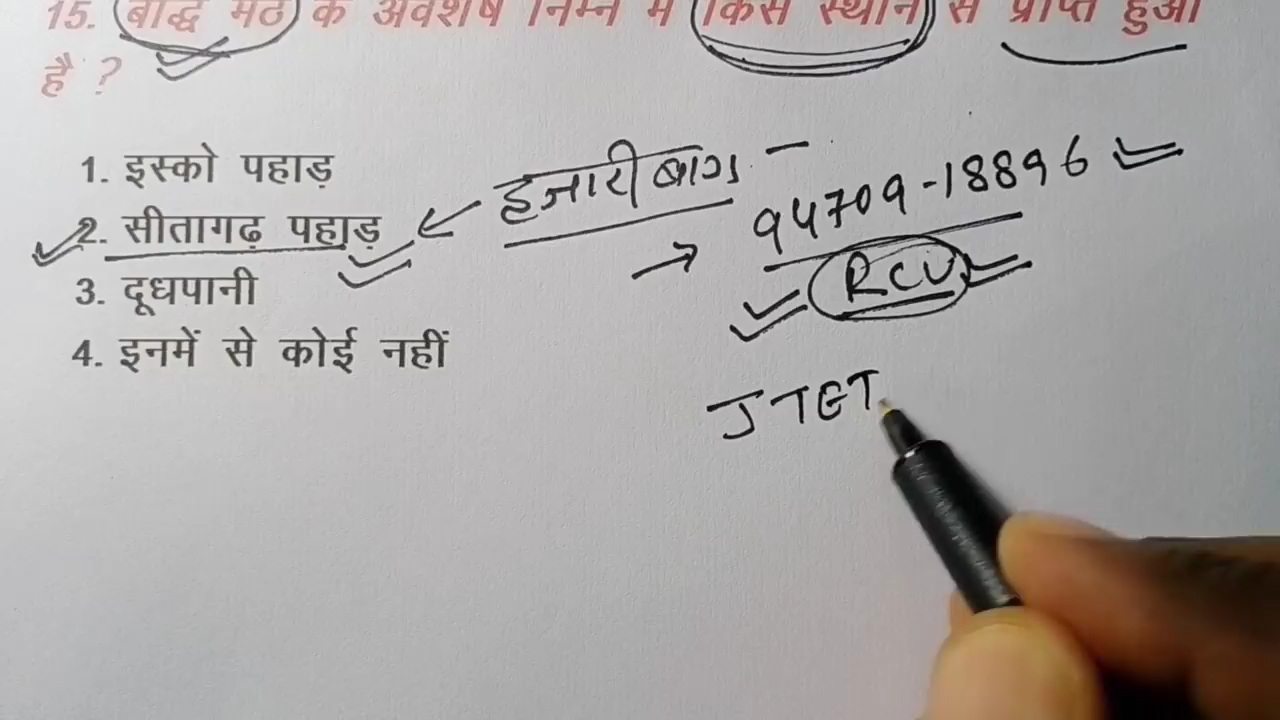 15. बौद्ध मठ के अवशेष निम्न में किस स्थान से प्राप्त हुआ
है ?
1. इस्को पहाड़
2. सीतागढ़ पहाड़
3. दूधपानी
4. इनमें से कोई नहीं
हजारीबाग -
94709-18896
RCU
JTET